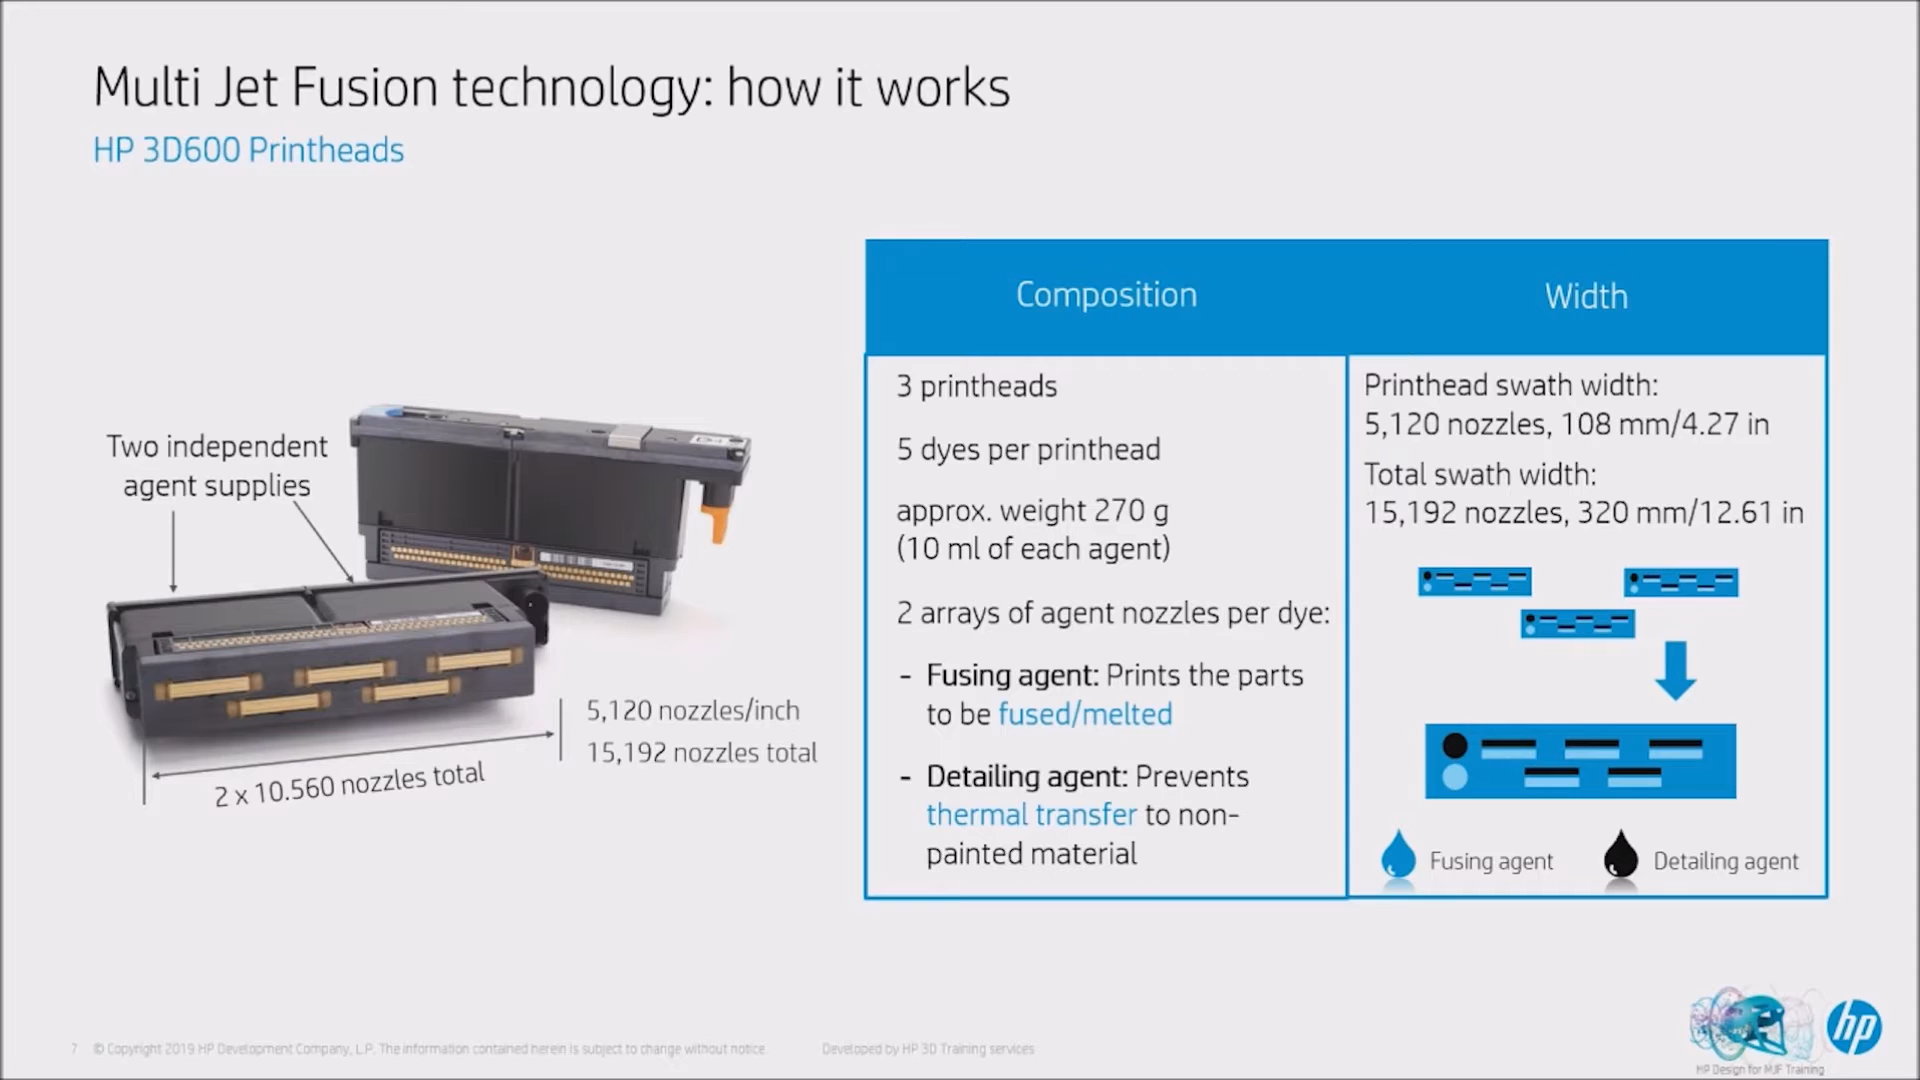 Multi Jet Fusion technology: how it works
HP 3D600 Printheads
Two independent
agent supplies
5,120 nozzles/inch
15,192 nozzles total
2 x 10.560 nozzles total
Composition
Width
3 printheads
5 dyes per printhead
approx. weight 270 g
(10 ml of each agent)
2 arrays of agent nozzles per dye:
- Fusing agent: Prints the parts
to be fused/melted
- Detailing agent: Prevents
thermal transfer to non-
painted material
Printhead swath width:
5,120 nozzles, 108 mm/4.27 in
Total swath width:
15,192 nozzles, 320 mm/12.61 in
Fusing agent
Detailing agent
7 © Copyright 2019 HP Development Company, L.P. The information contained herein is subject to change without notice.
Developed by HP 3D Training services
HP Design for MJF Training
hp